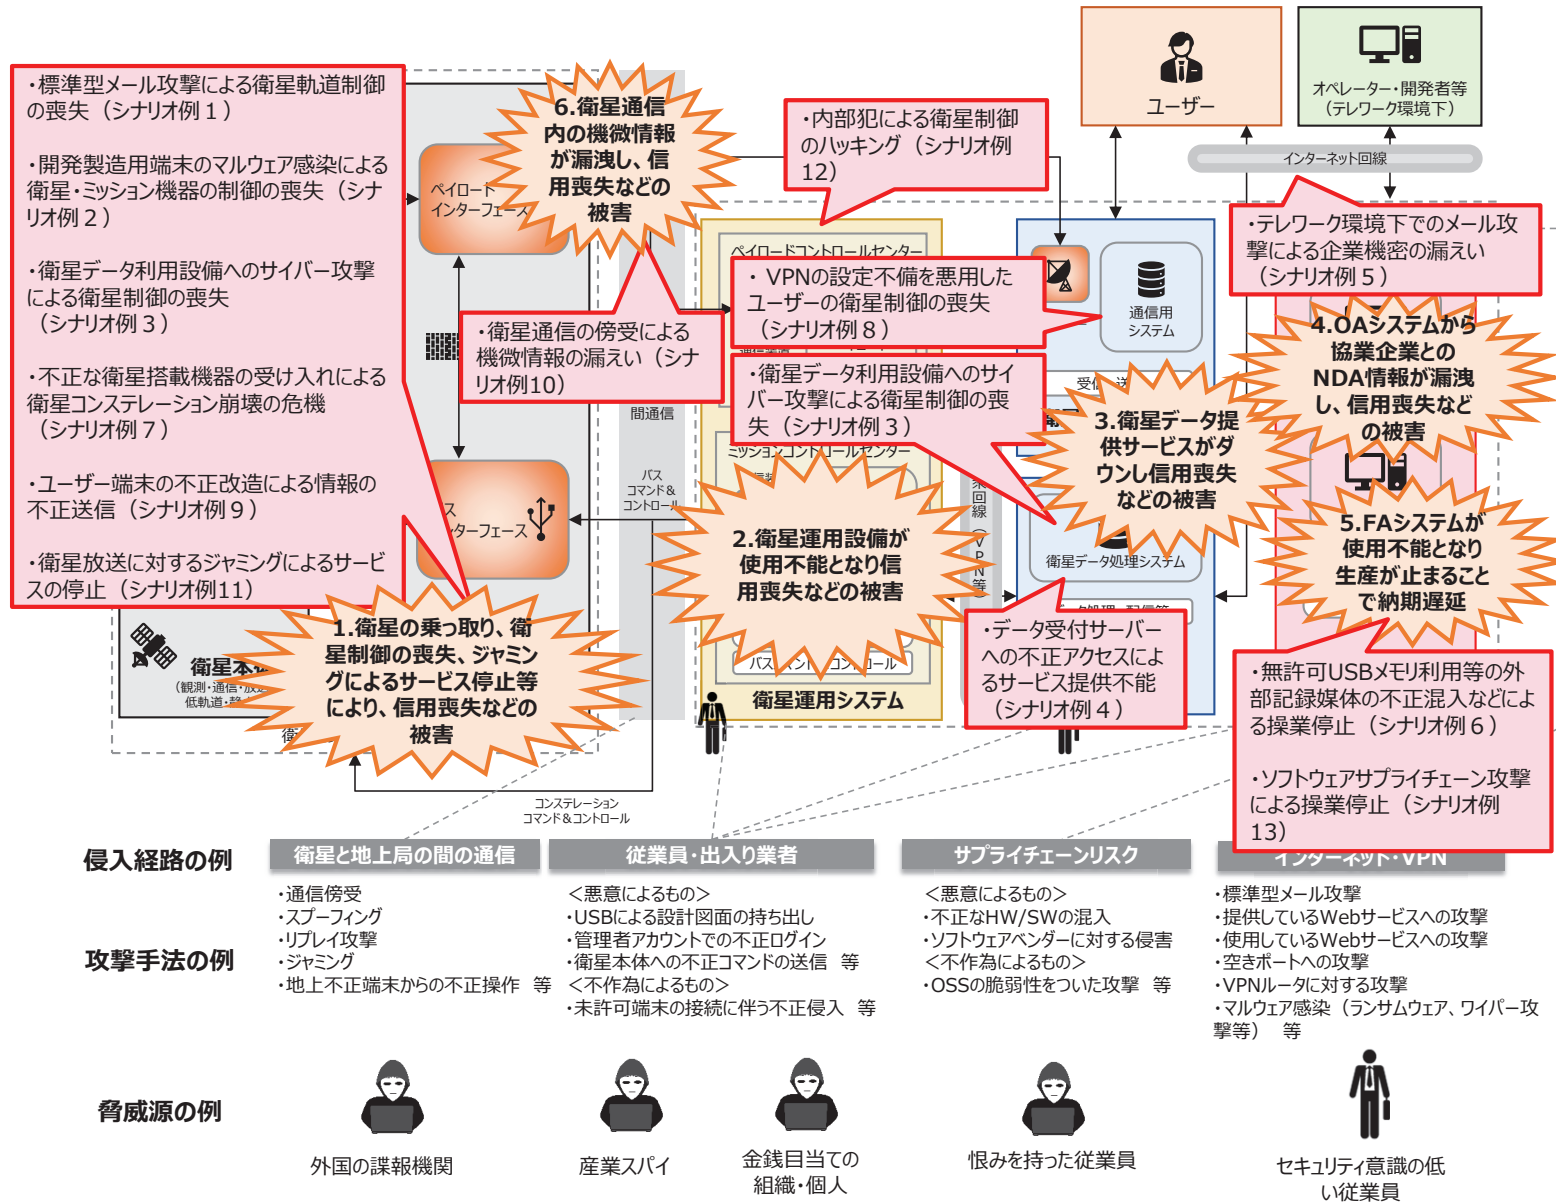 ・標準型メール攻撃による衛星軌道制御
の喪失（シナリオ例１）
・開発製造用端末のマルウェア感染による
衛星・ミッション機器の制御の喪失（シナ
リオ例２）
・衛星データ利用設備へのサイバー攻撃
による衛星制御の喪失
（シナリオ例３）
・不正な衛星搭載機器の受け入れによる
衛星コンステレーション崩壊の危機
（シナリオ例７）
・ユーザー端末の不正改造による情報の
不正送信（シナリオ例９）
・衛星放送に対するジャミングによるサービ
スの停止（シナリオ例11）
6.衛星通信
内の機微情報
が漏洩し、信
用喪失などの
被害
・内部犯による衛星制御
のハッキング（シナリオ例
12）
ユーザー
オペレーター・開発者等
（テレワーク環境下）
インターネット回線
ペイロード
インターフェース
・テレワーク環境下でのメール攻
撃による企業機密の漏えい
（シナリオ例５）
ペイロードコントロールセンター
・VPNの設定不備を悪用した
ユーザーの衛星制御の喪失
（シナリオ例８）
通信用
システム
・衛星通信の傍受による
機微情報の漏えい（シナ
リオ例10）
・衛星データ利用設備へのサイ
バー攻撃による衛星制御の喪
失（シナリオ例３）
受信
4.OAシステムから
協業企業との
NDA情報が漏洩
し、信用喪失など
の被害
3.衛星データ提
供サービスがダ
ウンし信用喪失
などの被害
間通信
ミッションコントロールセンター
バス
コマンド＆
コントロール
ターフェース
回線（VPN等）
2.衛星運用設備が
使用不能となり信
用喪失などの被害
衛星データ処理システム
5.FAシステムが
使用不能となり
生産が止まること
で納期遅延
1.衛星の乗っ取り、衛
星制御の喪失、ジャミン
グによるサービス停止等
により、信用喪失などの
被害
衛星本体
（観測・通信・放送
低軌道・静
衛
コントロール
衛星運用システム
・データ受付サーバー
への不正アクセスによ
るサービス提供不能
（シナリオ例４）
・無許可USBメモリ利用等の外
部記録媒体の不正混入などによ
る操業停止（シナリオ例６）
・ソフトウェアサプライチェーン攻撃
による操業停止（シナリオ例
13）
コンステレーション
コマンド＆コントロール
侵入経路の例
衛星と地上局の間の通信
従業員・出入り業者
サプライチェーンリスク
インターネット・VPN
攻撃手法の例
・通信傍受
・スプーフィング
・リプレイ攻撃
・ジャミング
・地上不正端末からの不正操作 等
＜悪意によるもの＞
・USBによる設計図面の持ち出し
・管理者アカウントでの不正ログイン
・衛星本体への不正コマンドの送信 等
＜不作為によるもの＞
・未許可端末の接続に伴う不正侵入 等
＜悪意によるもの＞
・不正なHW/SWの混入
・ソフトウェアベンダーに対する侵害
＜不作為によるもの＞
・OSSの脆弱性をついた攻撃 等
・標準型メール攻撃
・提供しているWebサービスへの攻撃
・使用しているWebサービスへの攻撃
・空きポートへの攻撃
・VPNルータに対する攻撃
・マルウェア感染（ランサムウェア、ワイパー攻
撃等） 等
脅威源の例
外国の諜報機関
産業スパイ
金銭目当ての
組織・個人
恨みを持った従業員
セキュリティ意識の低
い従業員